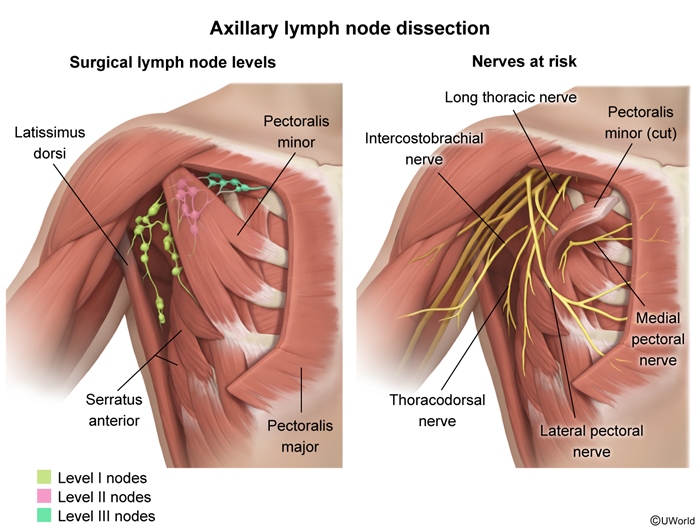 Axillary lymph node dissection
Surgical lymph node levels
Latissimus
dorsi
Pectoralis
minor
Serratus
anterior
Pectoralis
major
Level I nodes
Level II nodes
Level III nodes
Nerves at risk
Long thoracic nerve
Pectoralis
minor (cut)
Intercostobrachial
nerve
Medial
pectoral
nerve
Thoracodorsal
nerve
Lateral pectoral
nerve
©UWorld